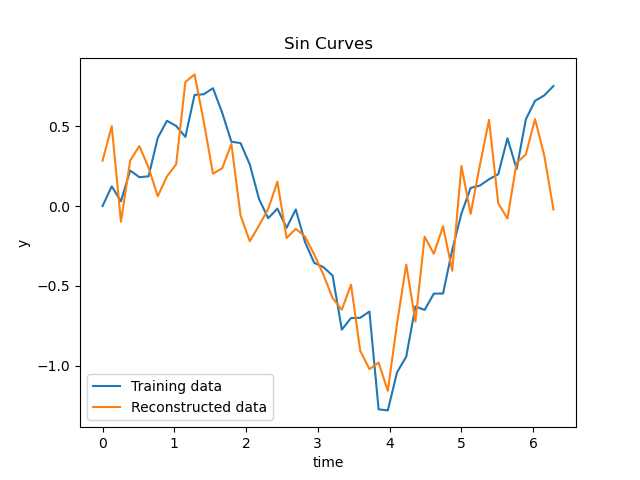 Sin Curves
y
0.5
0.0
−0.5
−1.0
Training data
Reconstructed data
0 1 2 3 4 5 6
time